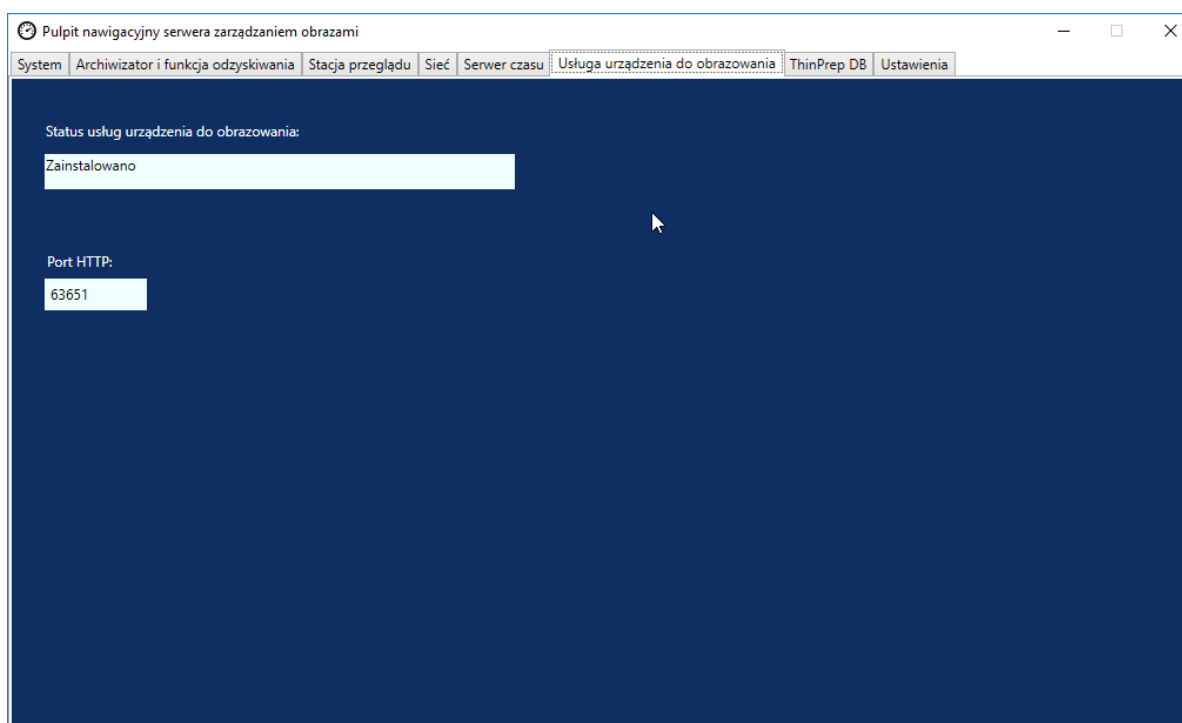 Pulpit nawigacyjny serwera zarządzaniem obrazami
System Archiwizator i funkcja odzyskiwania Stacja przeglądu Sieć Serwer czasu Usługa urządzenia do obrazowania ThinPrep DB Ustawienia
Status usług urządzenia do obrazowania:
Zainstalowano
Port HTTP:
63651